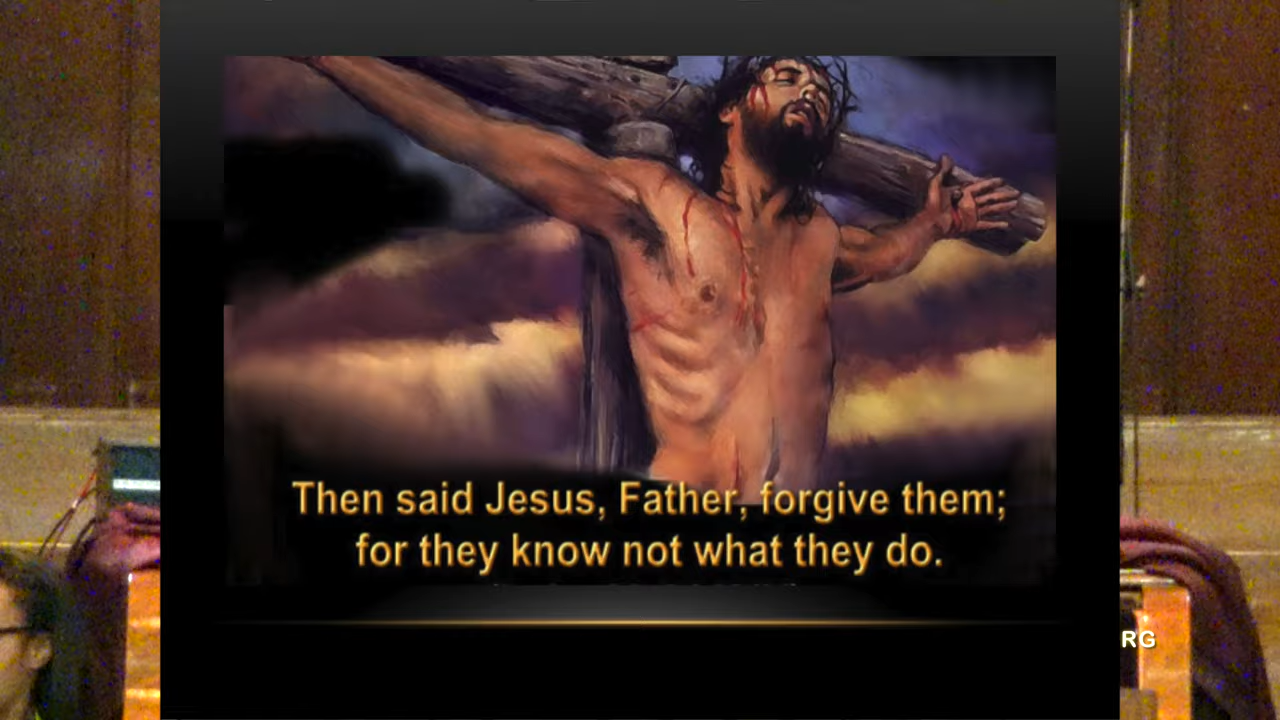 Then said Jesus, Father, forgive them;
for they know not what they do.
RG